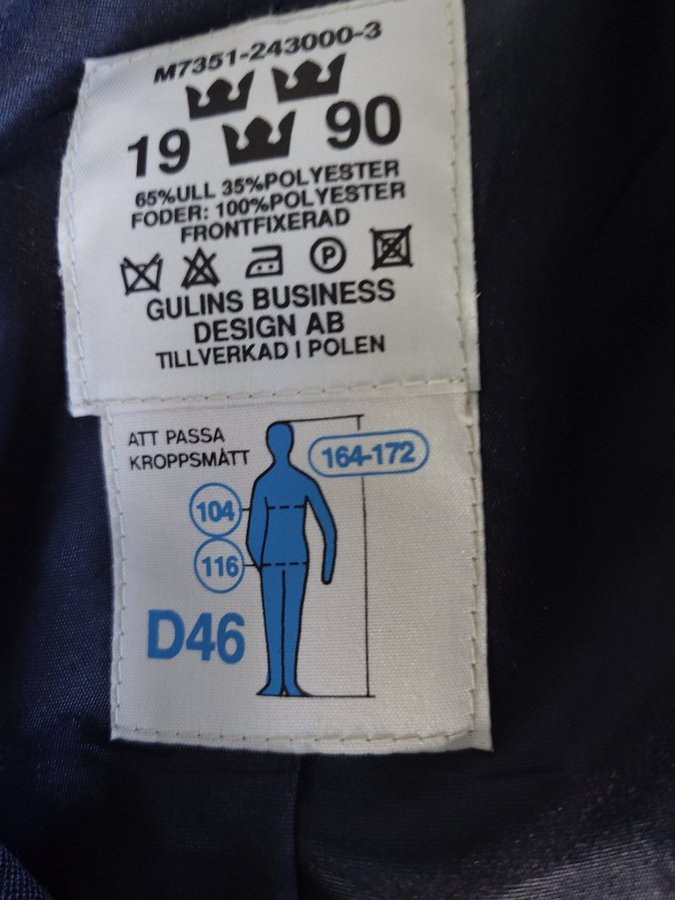 M7351-243000-3
19 90
65%ULL 35%POLYESTER
FODER: 100%POLYESTER
FRONTFIXERAD
P
GULINS BUSINESS
DESIGN AB
TILLVERKAD I POLEN
ATT PASSA
KROPPSMÅTT
164-172
104
116
D46